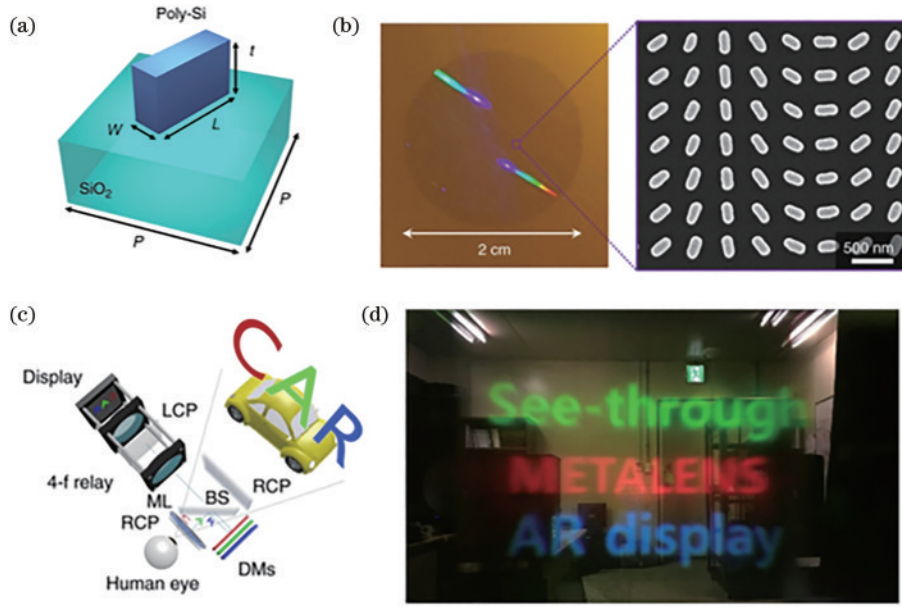 (a)
Poly-Si
t
W
L
SiO2
P
P
(b)
2 cm
500 nm
(c)
C
A
R
Display
LCP
4-f relay
ML
BS
RCP
RCP
DMs
Human eye
(d)
See-through
METALENS
AR display